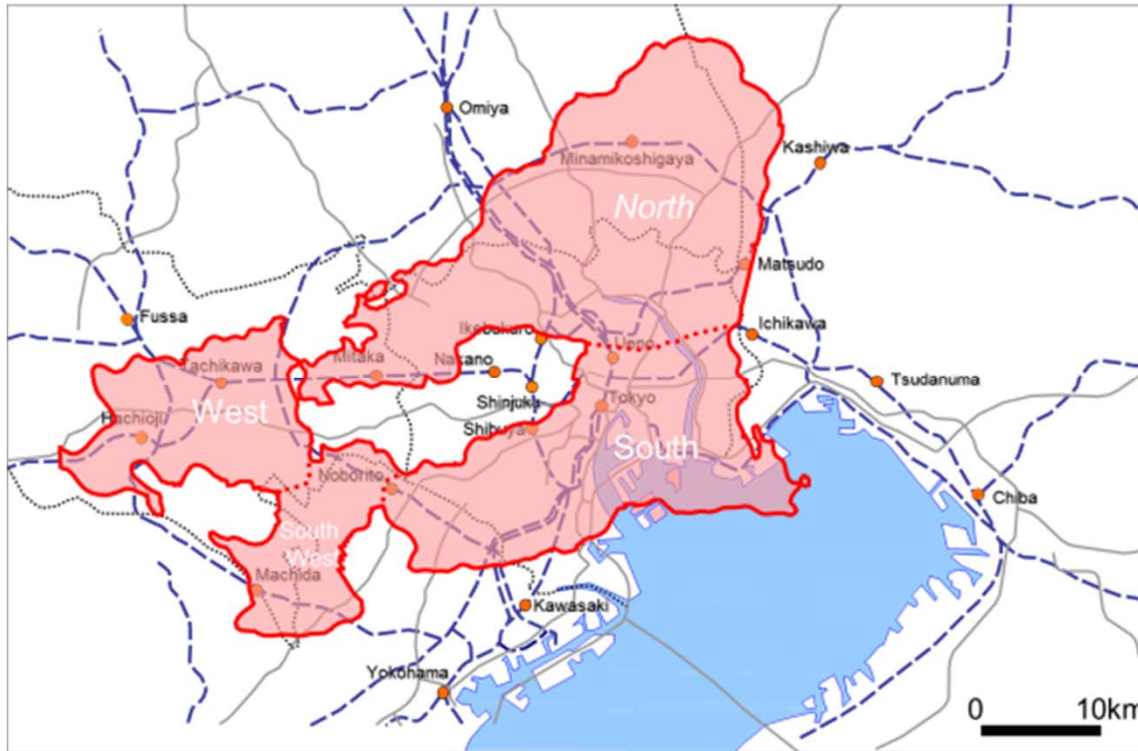 Omiya
Minamikoshigaya
Kashiwa
North
Matsudo
Fussa
Ikebukuro
Ichikawa
Ueno
Tachikawa
Mitaka
Nakano
Tsudanuma
West
Shinjuku
Tokyo
Hachioji
Shibuya
South
Noborito
Chiba
South
West
Machida
Kawasaki
Yokohama
0 10km